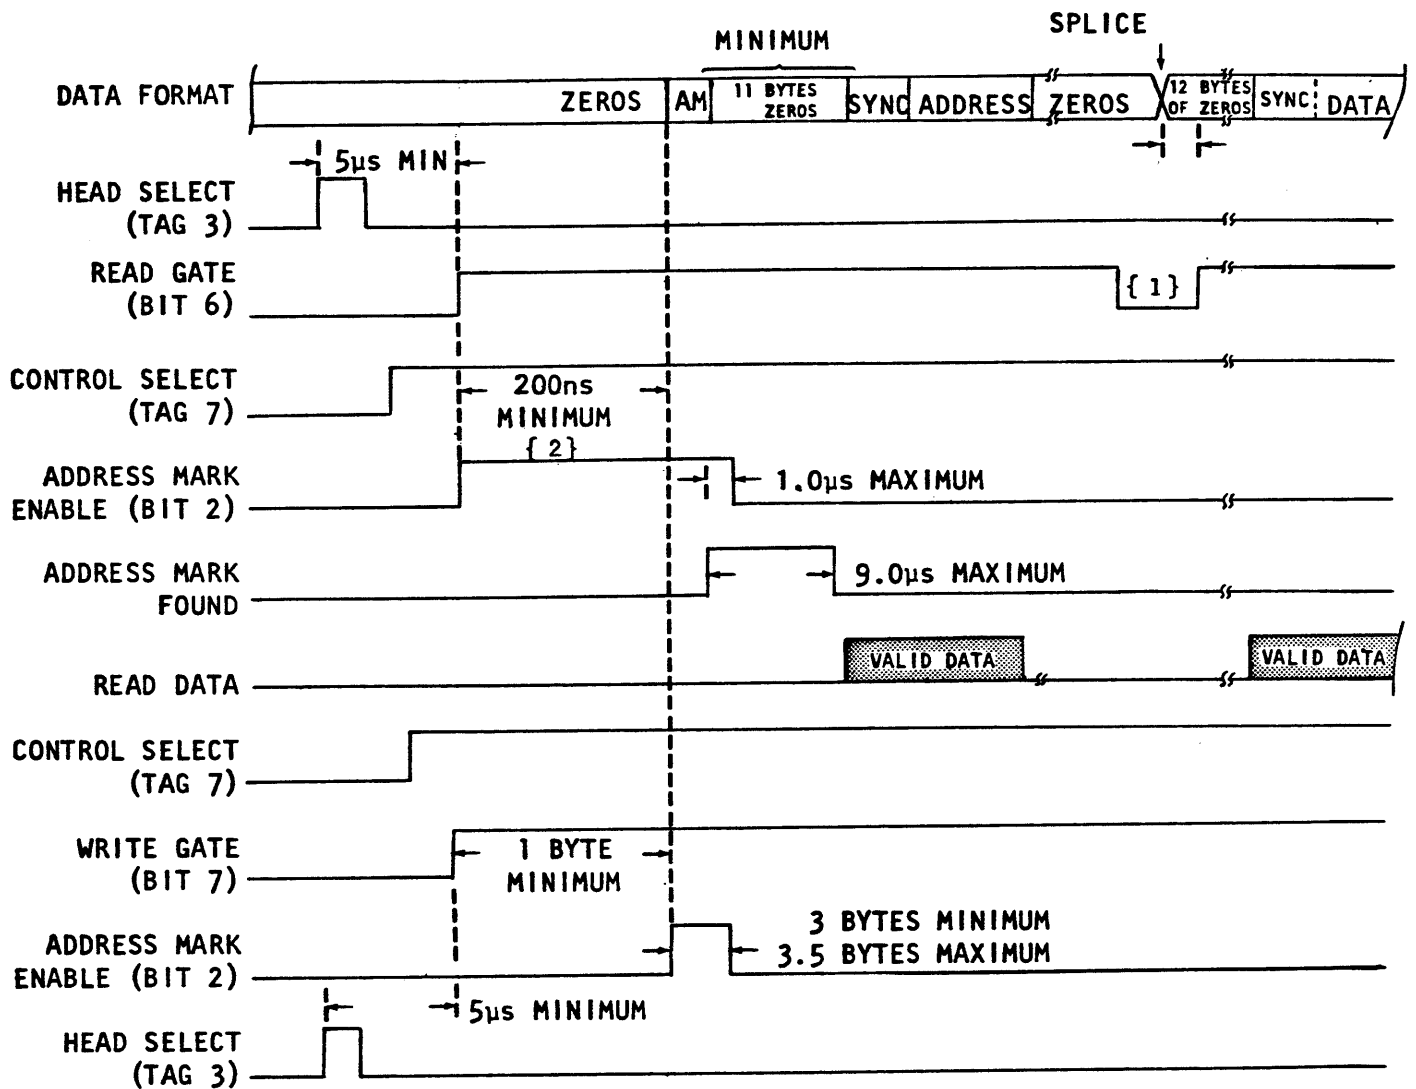 SPLICE
MINIMUM
DATA FORMAT
ZEROS
AM
11 BYTES
ZEROS
SYNC
ADDRESS
ZEROS
12 BYTES
OF ZEROS
SYNC
DATA
5µs MIN
HEAD SELECT
(TAG 3)
READ GATE
(BIT 6)
{ 1 }
CONTROL SELECT
(TAG 7)
200ns
MINIMUM
{ 2 }
ADDRESS MARK
ENABLE (BIT 2)
1.0µs MAXIMUM
ADDRESS MARK
FOUND
9.0µs MAXIMUM
READ DATA
VALID DATA
VALID DATA
CONTROL SELECT
(TAG 7)
WRITE GATE
(BIT 7)
1 BYTE
MINIMUM
ADDRESS MARK
ENABLE (BIT 2)
3 BYTES MINIMUM
3.5 BYTES MAXIMUM
5µs MINIMUM
HEAD SELECT
(TAG 3)